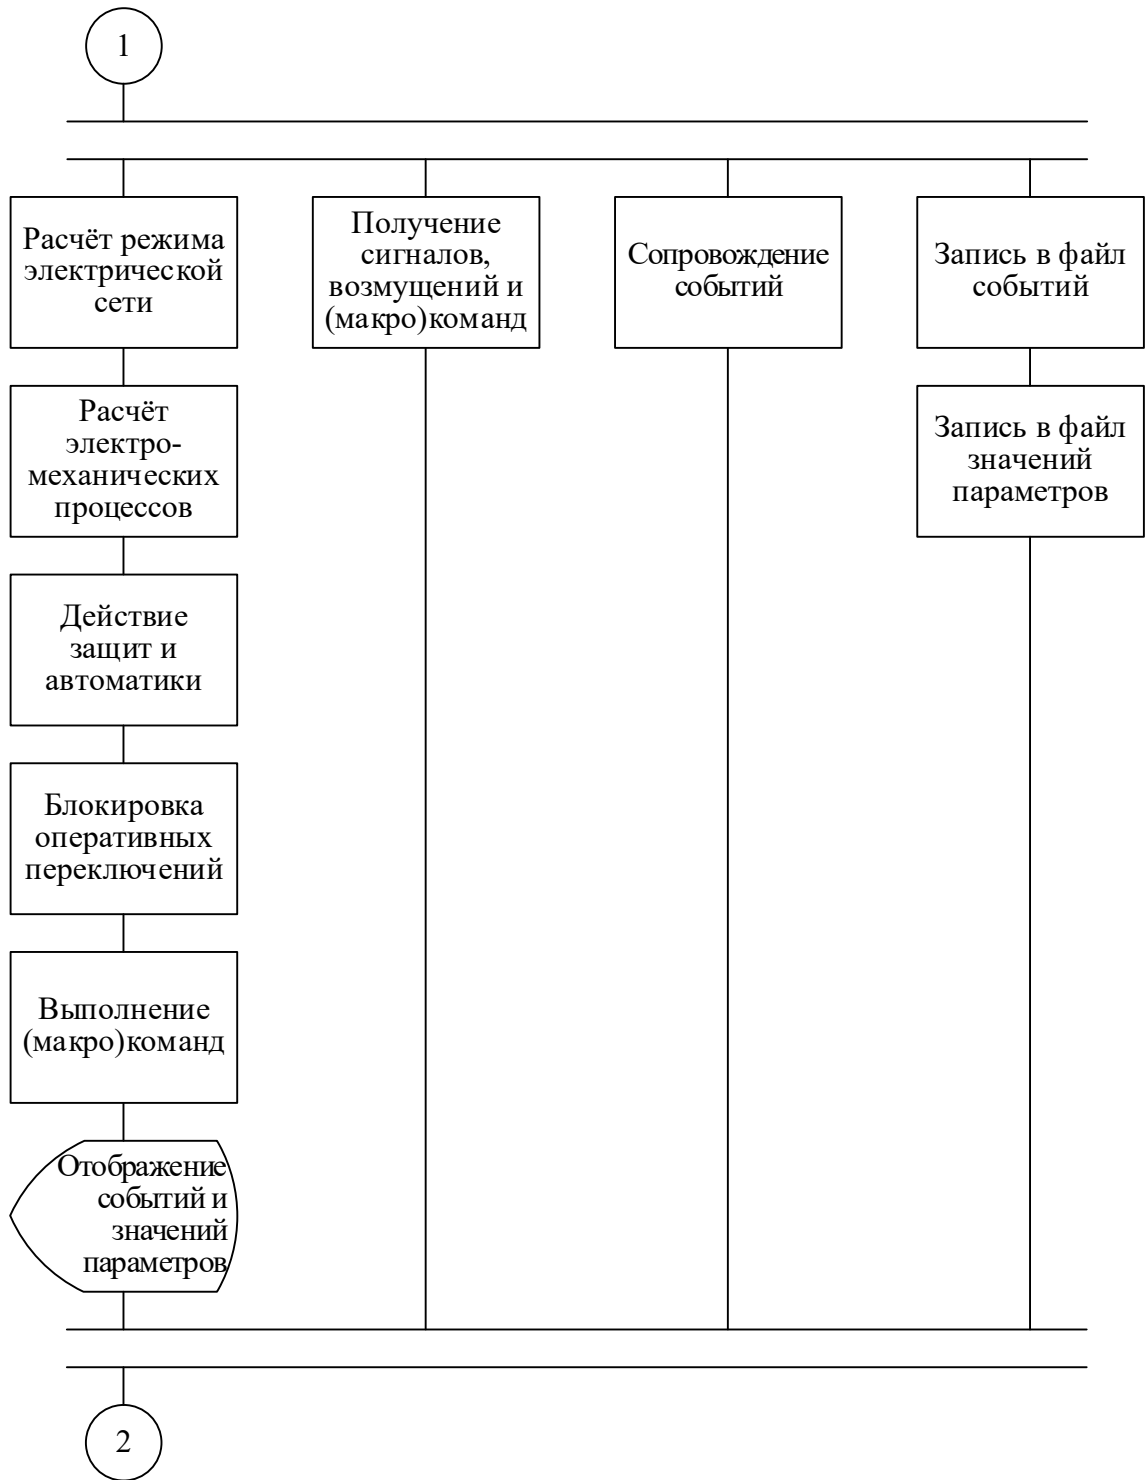 1
Расчёт режима
электрической
сети
Получение
сигналов,
возмущений и
(макро)команд
Сопровождение
событий
Запись в файл
событий
Расчёт
электро-
механических
процессов
Запись в файл
значений
параметров
Действие
защит и
автоматики
Блокировка
оперативных
переключений
Выполнение
(макро)команд
Отображение
событий и
значений
параметров
2